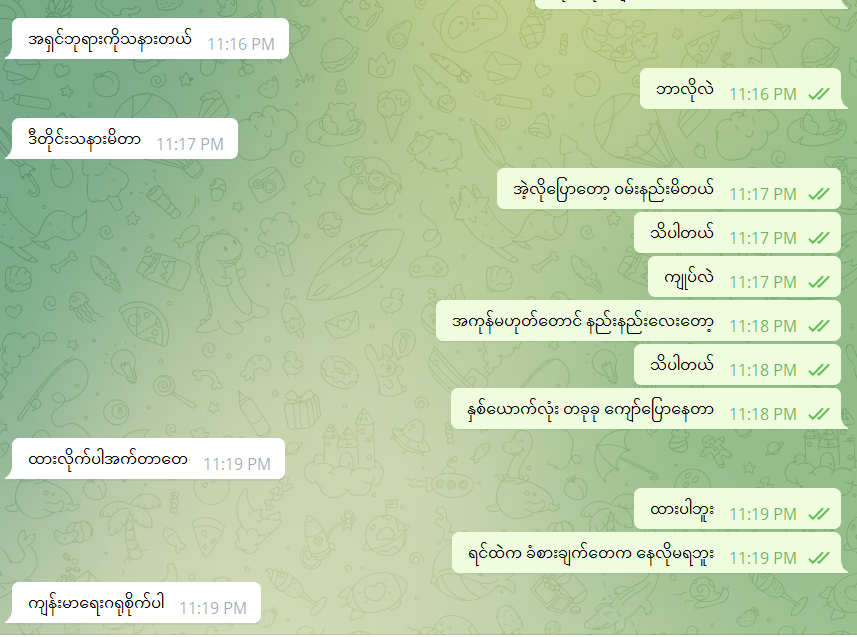 အရှင်ဘုရားကိုသနားတယ် 11:16 PM
ဘာလိုလဲ 11:16 PM
ဒီတိုင်းသနားမိတာ 11:17 PM
အဲ့လိုပြောတော့ ဝမ်းနည်းမိတယ် 11:17 PM
သိပါတယ် 11:17 PM
ကျုပ်လဲ 11:17 PM
အကုန်မဟုတ်တောင် နည်းနည်းလေးတော့ 11:18 PM
သိပါတယ် 11:18 PM
နှစ်ယောက်လုံး တခုခု ကျော်ပြောနေတာ 11:18 PM
ထားလိုက်ပါအက်တာတေ 11:19 PM
ထားပါဘူး 11:19 PM
ရင်ထဲက ခံစားချက်တေက နေလို့မရဘူး 11:19 PM
ကျန်းမာရေးဂရုစိုက်ပါ 11:19 PM